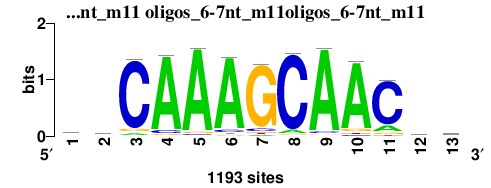 ...nt_m11 oligos_6-7nt_m11oligos_6-7nt_m11
2
bits
1
0
CAAAGCAAC
1 2 3 4 5 6 7 8 9 10 11 12 13
5′ 3′
1193 sites